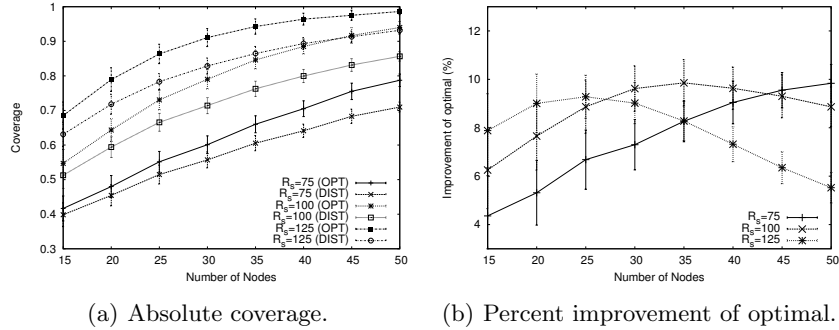 1
0.9
0.8
0.7
0.6
0.5
0.4
0.3
Coverage
15 20 25 30 35 40 45 50
Number of Nodes
Rs=75 (OPT)
Rs=75 (DIST)
Rs=100 (OPT)
Rs=100 (DIST)
Rs=125 (OPT)
Rs=125 (DIST)
(a) Absolute coverage.
12
10
8
6
4
Improvement of optimal (%)
15 20 25 30 35 40 45 50
Number of Nodes
Rs=75
Rs=100
Rs=125
(b) Percent improvement of optimal.